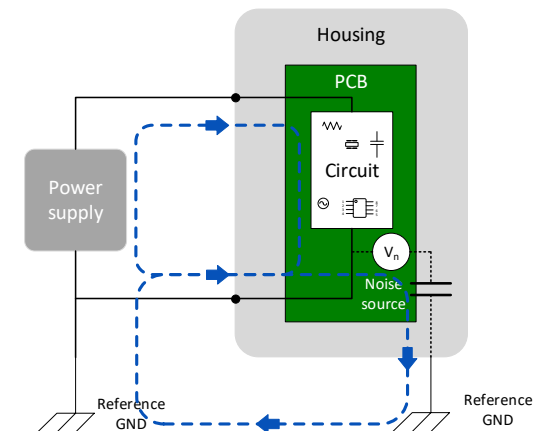 Housing
PCB
Circuit
Power
supply
Vn
Noise
source
Reference
GND
Reference
GND